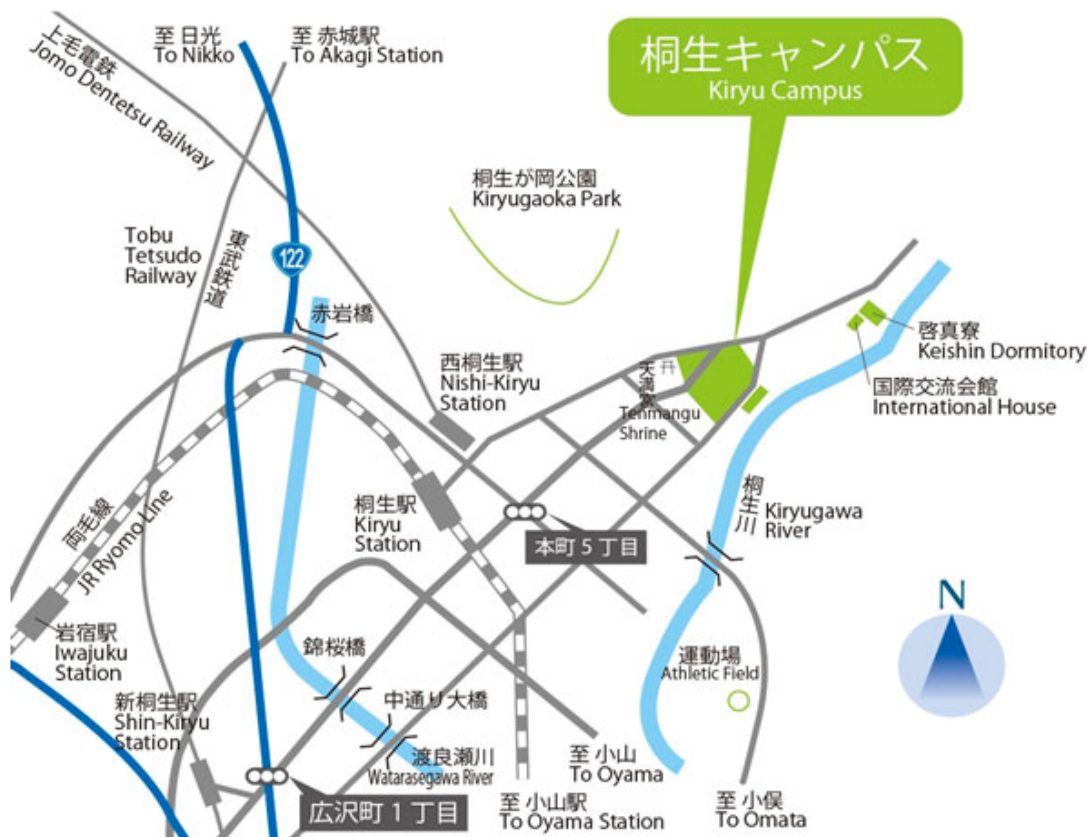 上毛電鉄
Jomo Dentetsu Railway
至 日光
To Nikko
至 赤城駅
To Akagi Station
桐生キャンパス
Kiryu Campus
桐生が岡公園
Kiryugaoka Park
Tobu
Tetsudo
Railway
東武鉄道
122
赤岩橋
西桐生駅
Nishi-Kiryu
Station
天満宮
Tenmangu
Shrine
啓真寮
Keishin Dormitory
国際交流会館
International House
両毛線
JR Ryomo Line
桐生駅
Kiryu
Station
本町5丁目
桐生川
Kiryugawa
River
N
岩宿駅
Iwajuku
Station
錦桜橋
運動場
Athletic Field
新桐生駅
Shin-Kiryu
Station
中通り大橋
渡良瀬川
Watarasegawa River
至 小山
To Oyama
広沢町1丁目
至 小山駅
To Oyama Station
至 小俣
To Omata